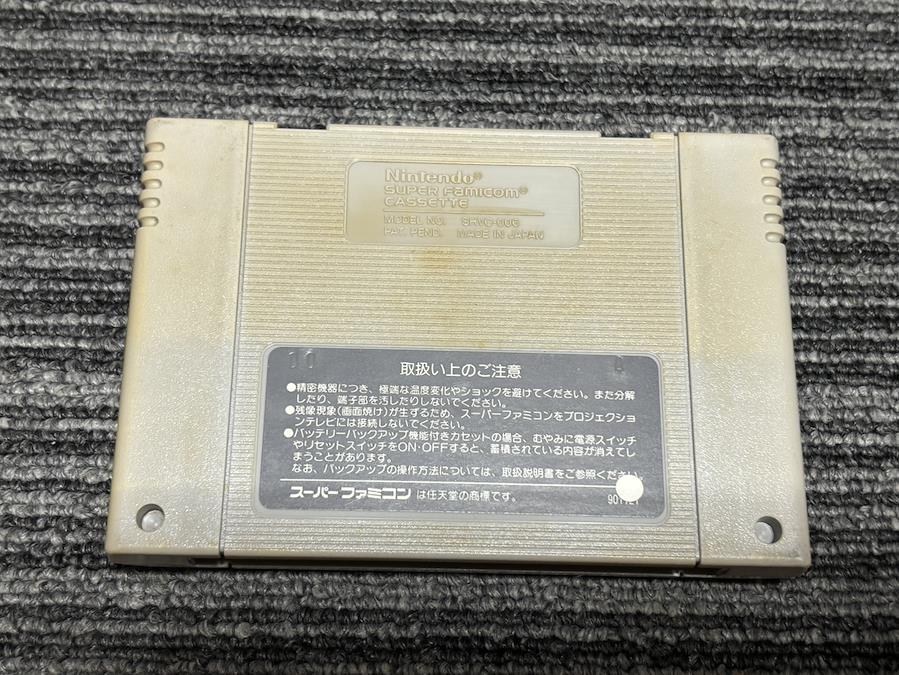 Nintendo®
SUPER Famicom®
CASSETTE
MODEL NO. SHVC-006
PAT. PEND. MADE IN JAPAN
10
取扱い上のご注意
●精密機器につき、極端な温度変化やショックを避けてください。また分解
したり、端子部を汚したりしないでください。
●残像現象(画面焼け)が生ずるため、スーパーファミコンをプロジェクショ
ンテレビには接続しないでください。
●バッテリーバックアップ機能付きカセットの場合、むやみに電源スイッチ
やリセットスイッチをON・OFFすると、蓄積されている内容が消えてし
まうことがあります。
なお、バックアップの操作方法については、取扱説明書をご参照ください
スーパーファミコン は任天堂の商標です。